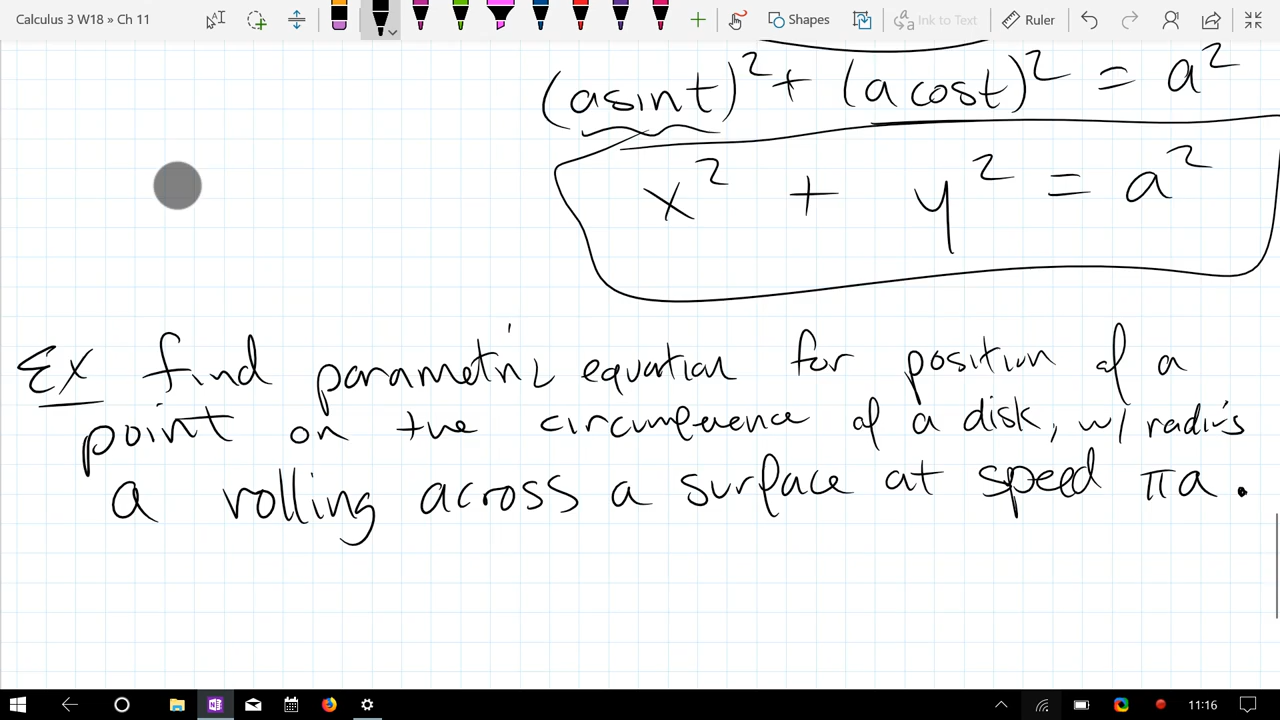 Calculus 3 W18 » Ch 11
Shapes
Ink to Text
Ruler
(asint)² + (acost)² = a²
x² + y² = a²
Ex find parametric equation for position of a
point on the circumference of a disk, w/ radius
a rolling across a surface at speed πa.
11:16